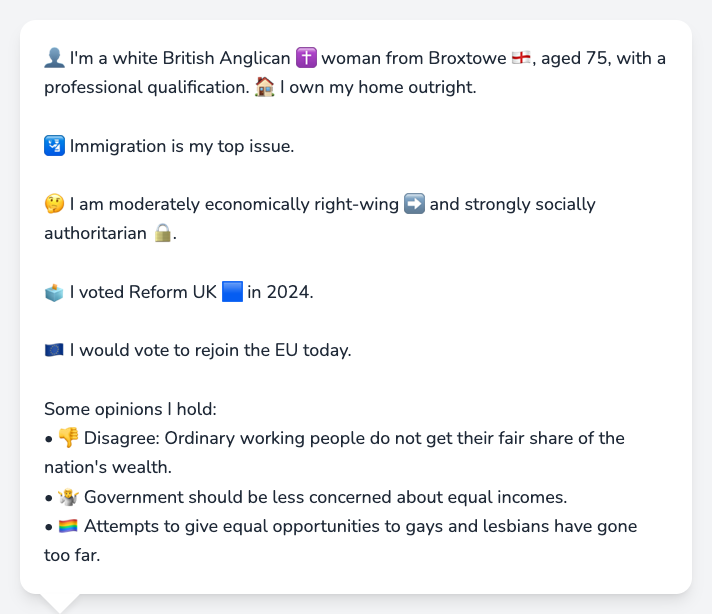 👤 I'm a white British Anglican ✝️ woman from Broxtowe 🏴󠁧󠁢󠁥󠁮󠁧󠁿, aged 75, with a
professional qualification. 🏠 I own my home outright.
🛂 Immigration is my top issue.
🤔 I am moderately economically right-wing ➡️ and strongly socially
authoritarian 🔒.
🗳️ I voted Reform UK 🟦 in 2024.
🇪🇺 I would vote to rejoin the EU today.
Some opinions I hold:
• 👎 Disagree: Ordinary working people do not get their fair share of the
nation's wealth.
• 🤷 Government should be less concerned about equal incomes.
• 🏳️‍🌈 Attempts to give equal opportunities to gays and lesbians have gone
too far.